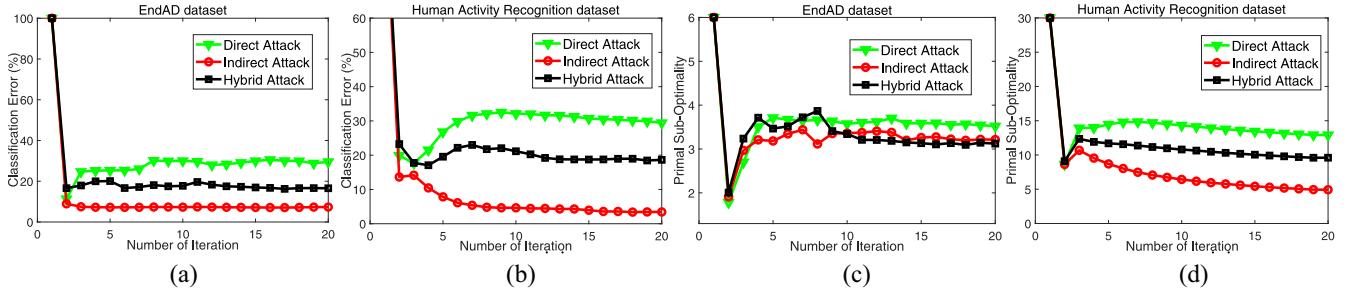 EndAD dataset
Classification Error (%)
100
80
60
40
20
0
0
5
10
15
20
Direct Attack
Indirect Attack
Hybrid Attack
Number of Iteration
(a)
Human Activity Recognition dataset
Classification Error (%)
60
50
40
30
20
10
0
0
5
10
15
20
Direct Attack
Indirect Attack
Hybrid Attack
Number of Iteration
(b)
EndAD dataset
Primal Sub-Optimality
6
5
4
3
2
0
5
10
15
20
Direct Attack
Indirect Attack
Hybrid Attack
Number of Iteration
(c)
Human Activity Recognition dataset
Primal Sub-Optimality
30
25
20
15
10
5
0
0
5
10
15
20
Direct Attack
Indirect Attack
Hybrid Attack
Number of Iteration
(d)